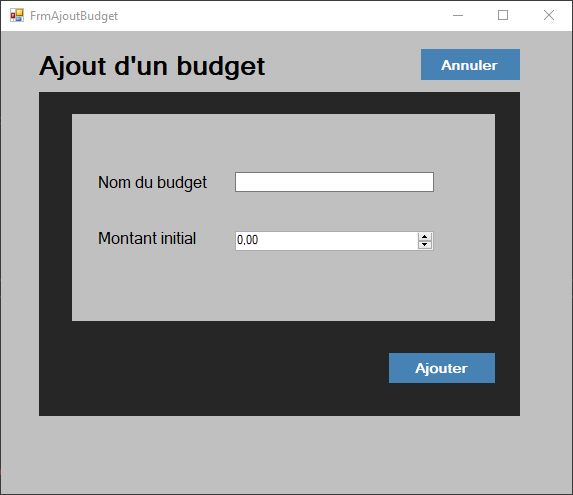 FrmAjoutBudget
Ajout d'un budget
Annuler
Nom du budget
Montant initial
0,00
Ajouter